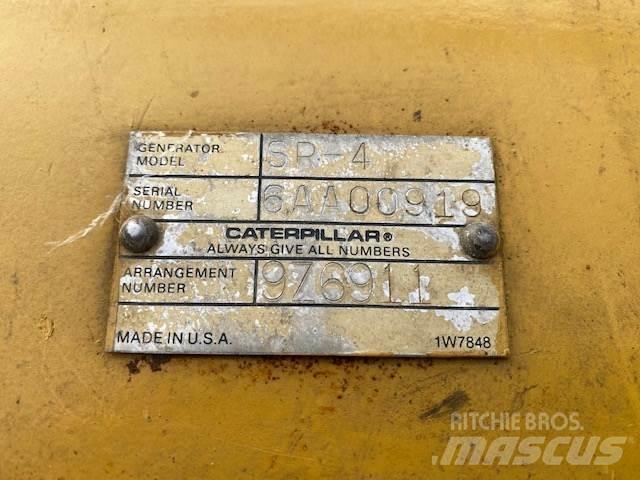 GENERATOR
MODEL
SR-4
SERIAL
NUMBER
6AA00919
CATERPILLAR®
ALWAYS GIVE ALL NUMBERS
ARRANGEMENT
NUMBER
9Z6911
MADE IN U.S.A.
1W7848
RITCHIE BROS.
MASCUS